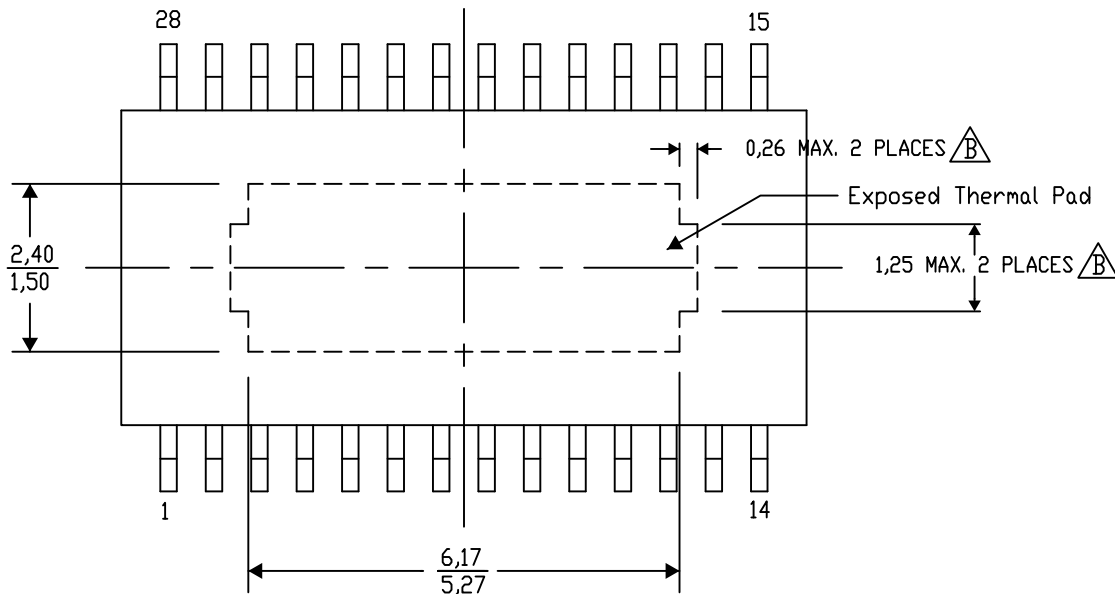 28
15
0,26 MAX. 2 PLACES B
Exposed Thermal Pad
2,40
1,50
1,25 MAX. 2 PLACES B
1
14
6,17
5,27